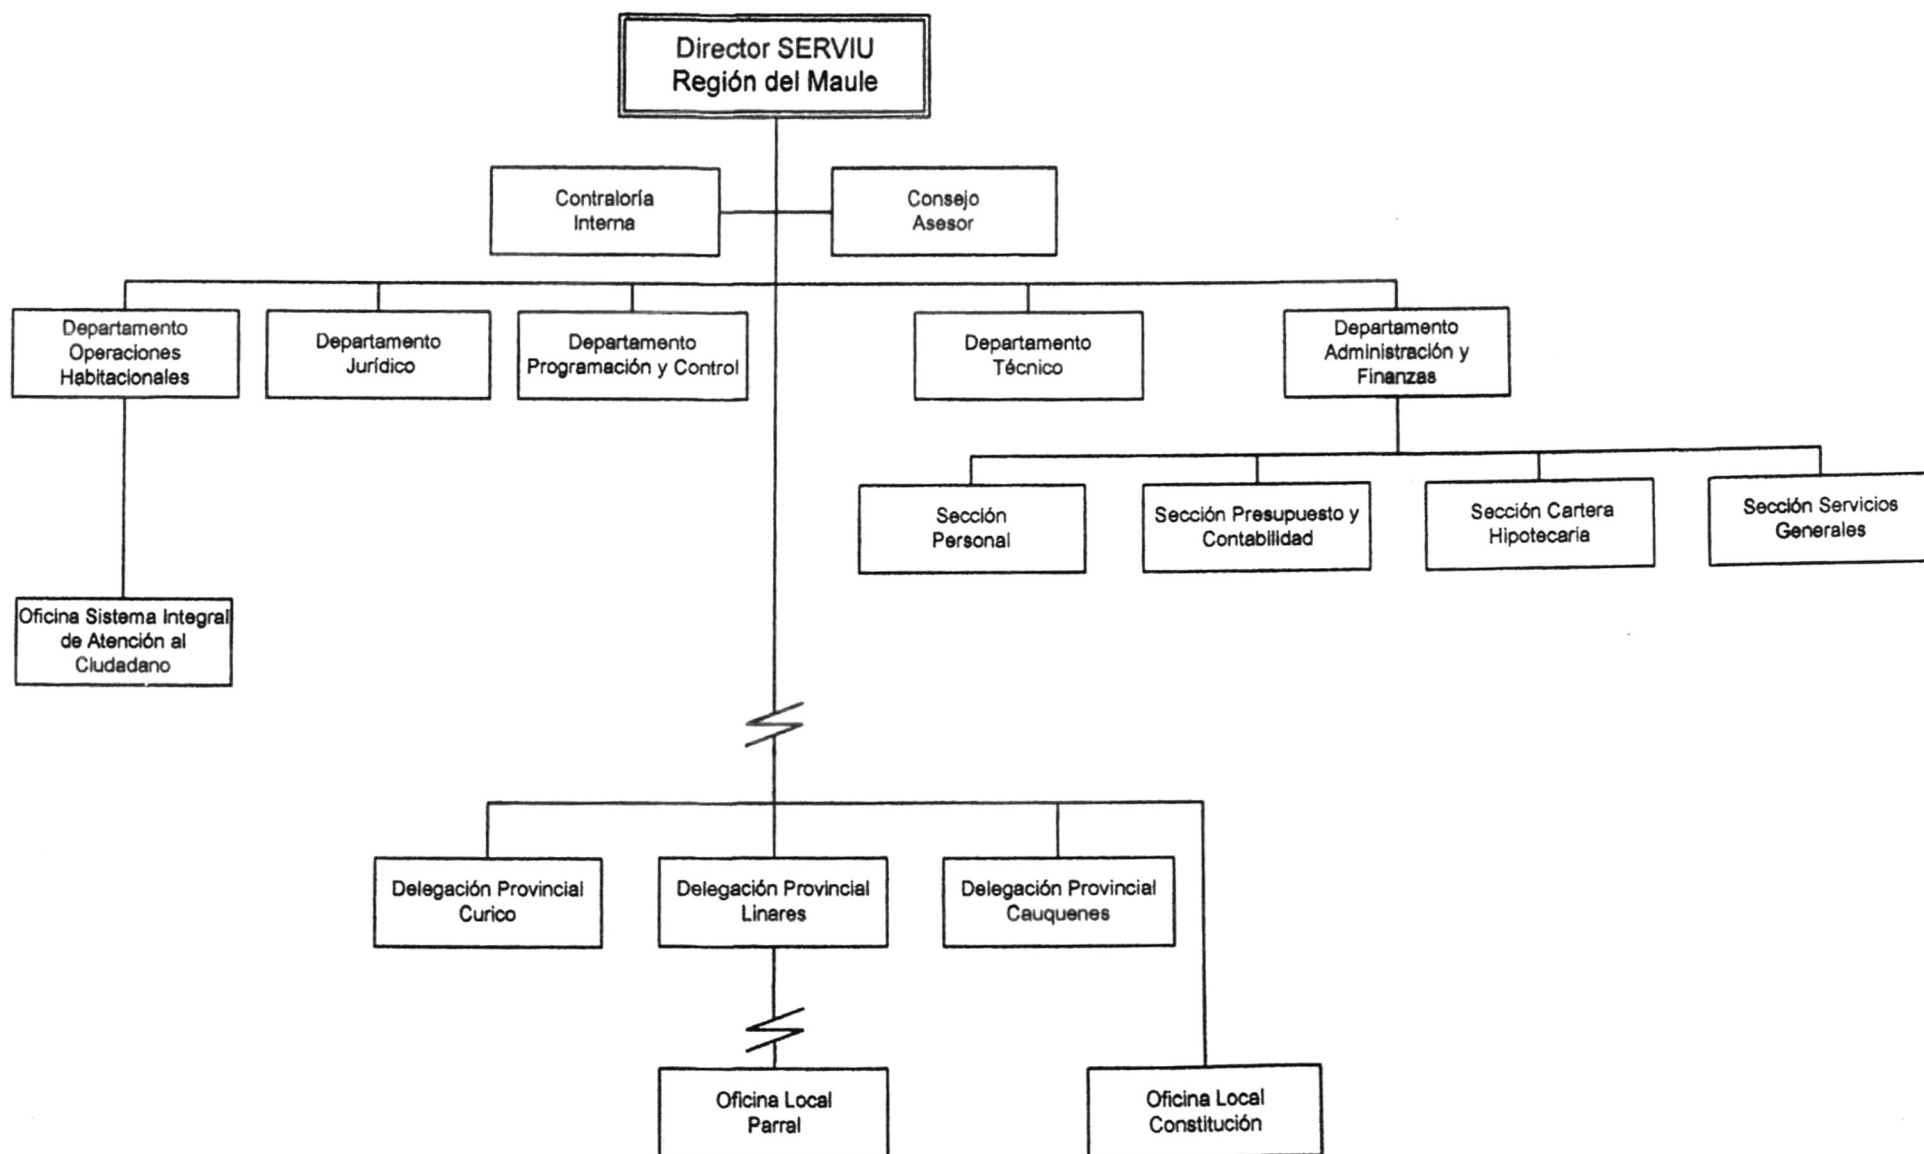 Director SERVIU
Región del Maule
Contraloría
Interna
Consejo
Asesor
Departamento
Operaciones
Habitacionales
Departamento
Jurídico
Departamento
Programación y Control
Departamento
Técnico
Departamento
Administración y
Finanzas
Sección
Personal
Sección Presupuesto y
Contabilidad
Sección Cartera
Hipotecaria
Sección Servicios
Generales
Oficina Sistema Integral
de Atención al
Ciudadano
Delegación Provincial
Curico
Delegación Provincial
Linares
Delegación Provincial
Cauquenes
Oficina Local
Parral
Oficina Local
Constitución